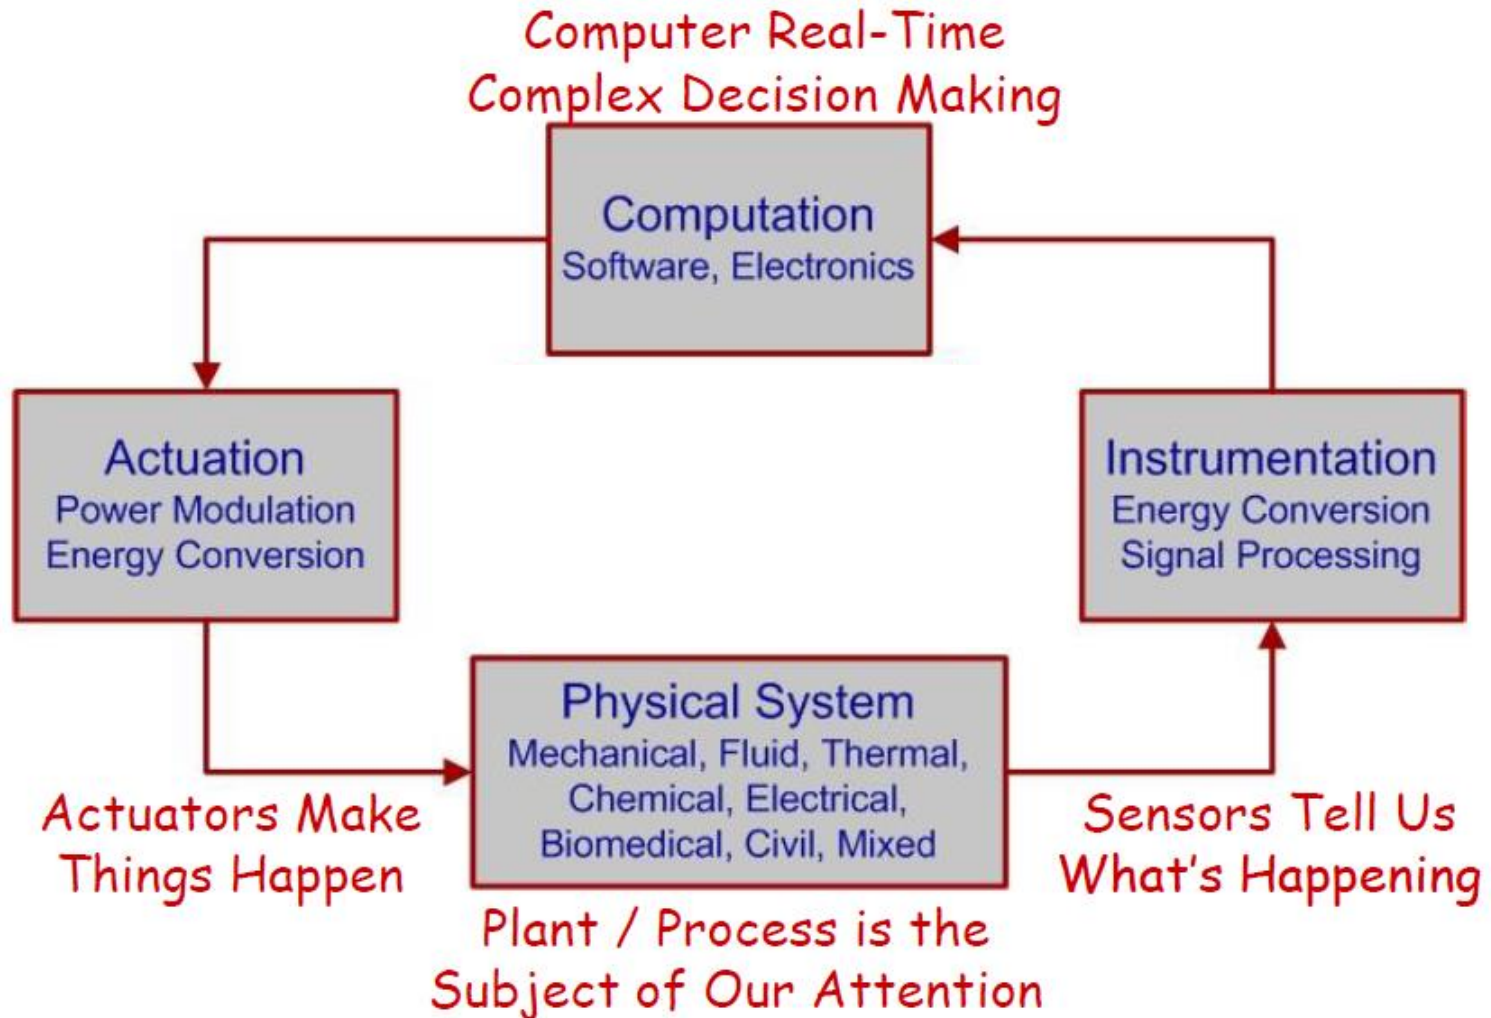 Computer Real-Time
Complex Decision Making
Computation
Software, Electronics
Actuation
Power Modulation
Energy Conversion
Instrumentation
Energy Conversion
Signal Processing
Physical System
Mechanical, Fluid, Thermal,
Chemical, Electrical,
Biomedical, Civil, Mixed
Actuators Make
Things Happen
Sensors Tell Us
What's Happening
Plant / Process is the
Subject of Our Attention